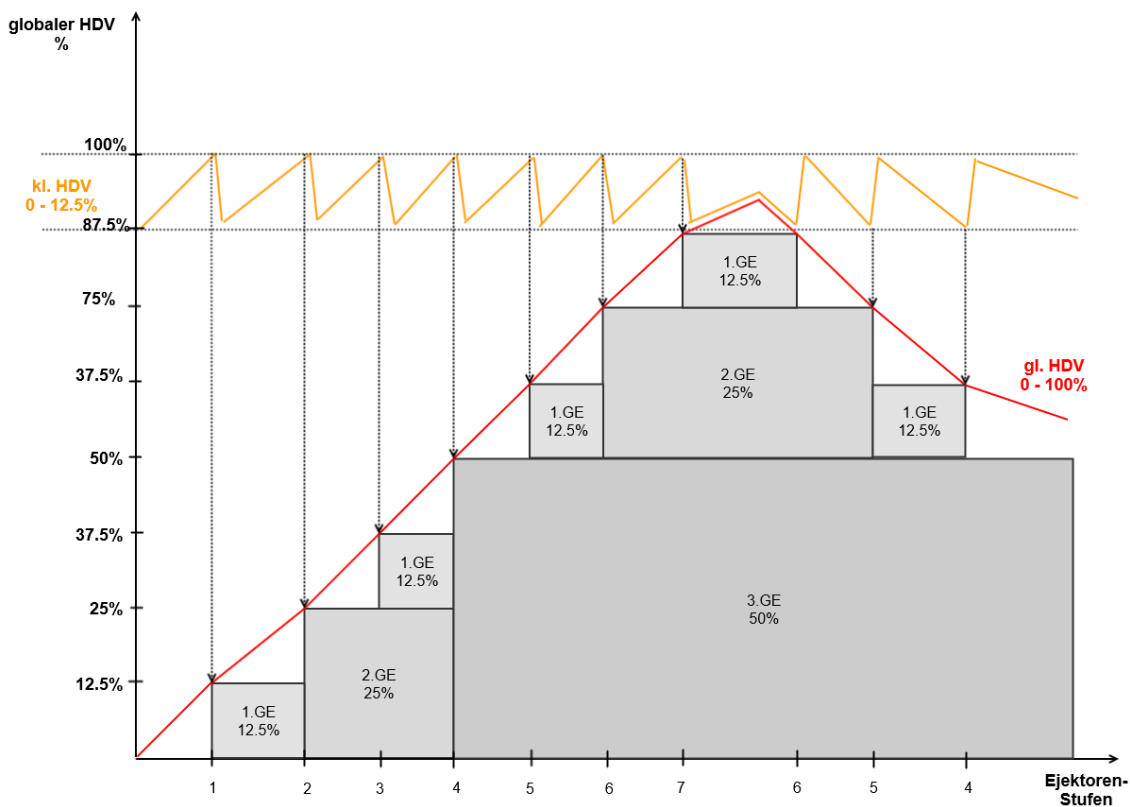 globaler HDV
%
100%
kl. HDV
0 - 12.5%
87.5%
75%
37.5%
50%
37.5%
25%
12.5%
1.GE
12.5%
2.GE
25%
1.GE
12.5%
1.GE
12.5%
2.GE
25%
1.GE
12.5%
1.GE
12.5%
3.GE
50%
gl. HDV
0 - 100%
1 2 3 4 5 6 7 6 5 4
Ejektoren-
Stufen